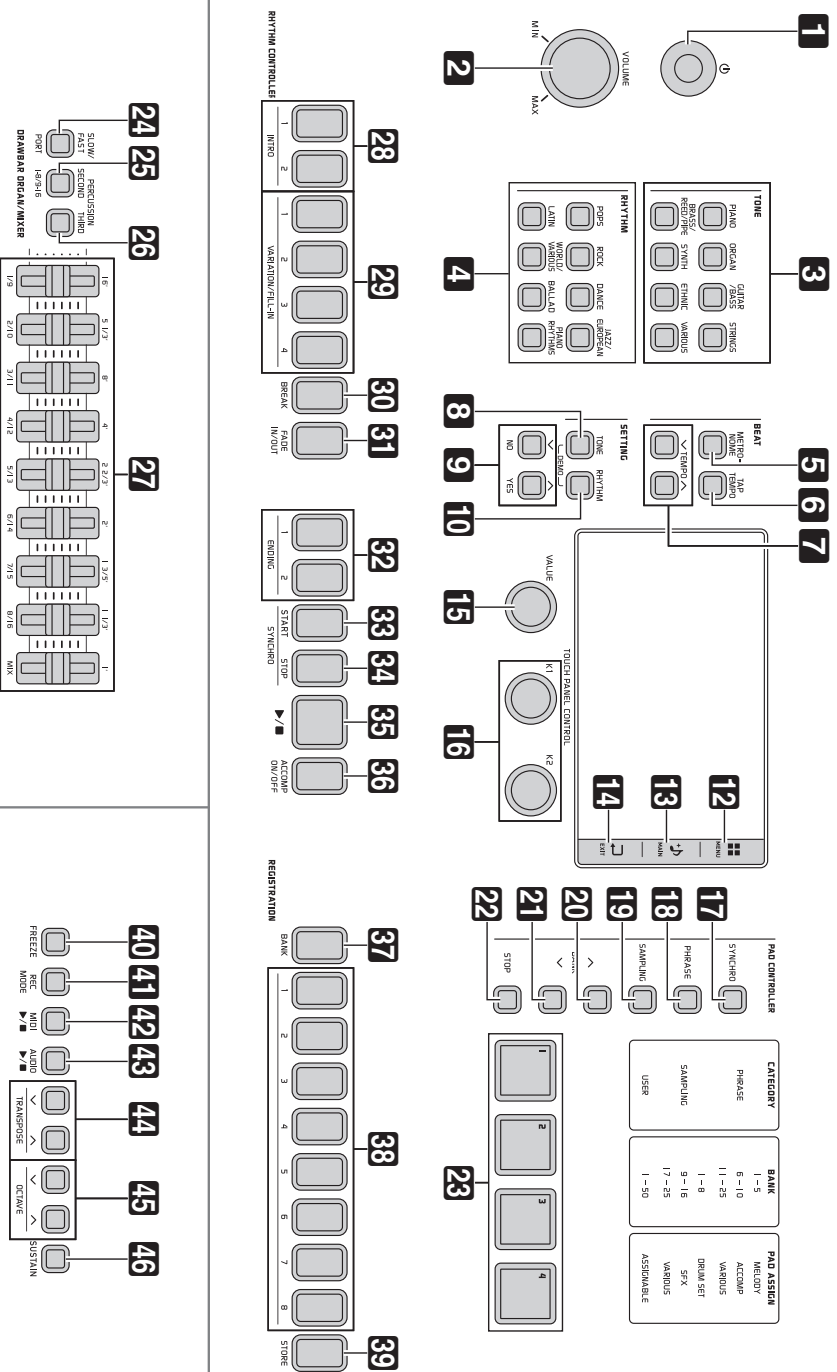 1
2
VOLUME
MIN
MAX
TONE
PIANO
ORGAN
GUITAR
/BASS
STRINGS
BRASS/
REED/PIPE
SYNTH
ETHNIC
VARIOUS
3
RHYTHM
POPS
ROCK
DANCE
JAZZ/
EUROPEAN
LATIN
WORLD/
VARIOUS
BALLAD
PIANO
RHYTHMS
4
BEAT
METRO-
NOME
TAP
TEMPO
TEMPO
5
6
7
SETTING
TONE
RHYTHM
DEMO
NO
YES
8
9
10
MENU
MAIN
EXIT
12
13
14
VALUE
15
TOUCH PANEL CONTROL
K1
K2
16
PAD CONTROLLER
SYNCHRO
PHRASE
SAMPLING
STOP
17
18
19
20
21
22
CATEGORY
PHRASE
SAMPLING
USER
BANK
1 - 5
6 - 10
11 - 25
1 - 8
9 - 16
17 - 25
1 - 50
PAD ASSIGN
MELODY
ACCOMP
VARIOUS
DRUM SET
SFX
VARIOUS
ASSIGNABLE
1
2
3
4
23
RHYTHM CONTROLLER
28
29
30
31
32
33
34
35
36
1
2
INTRO
1
2
3
4
VARIATION/FILL-IN
BREAK
FADE
IN/OUT
1
2
ENDING
START
STOP
SYNCHRO
▶/■
ACCOMP
ON/OFF
REGISTRATION
37
38
39
BANK
1
2
3
4
5
6
7
8
STORE
24
25
26
27
SLOW/
FAST
PERCUSSION
SECOND
THIRD
PORT
1-8/9-16
DRAWBAR ORGAN/MIXER
16'
5 1/3'
8'
4'
2 2/3'
2'
1 3/5'
1 1/3'
1'
1/9
2/10
3/11
4/12
5/13
6/14
7/15
8/16
MIX
40
41
42
43
44
45
46
FREEZE
REC
MODE
MIDI
▶/■
AUDIO
▶/■
TRANSPOSE
OCTAVE
SUSTAIN